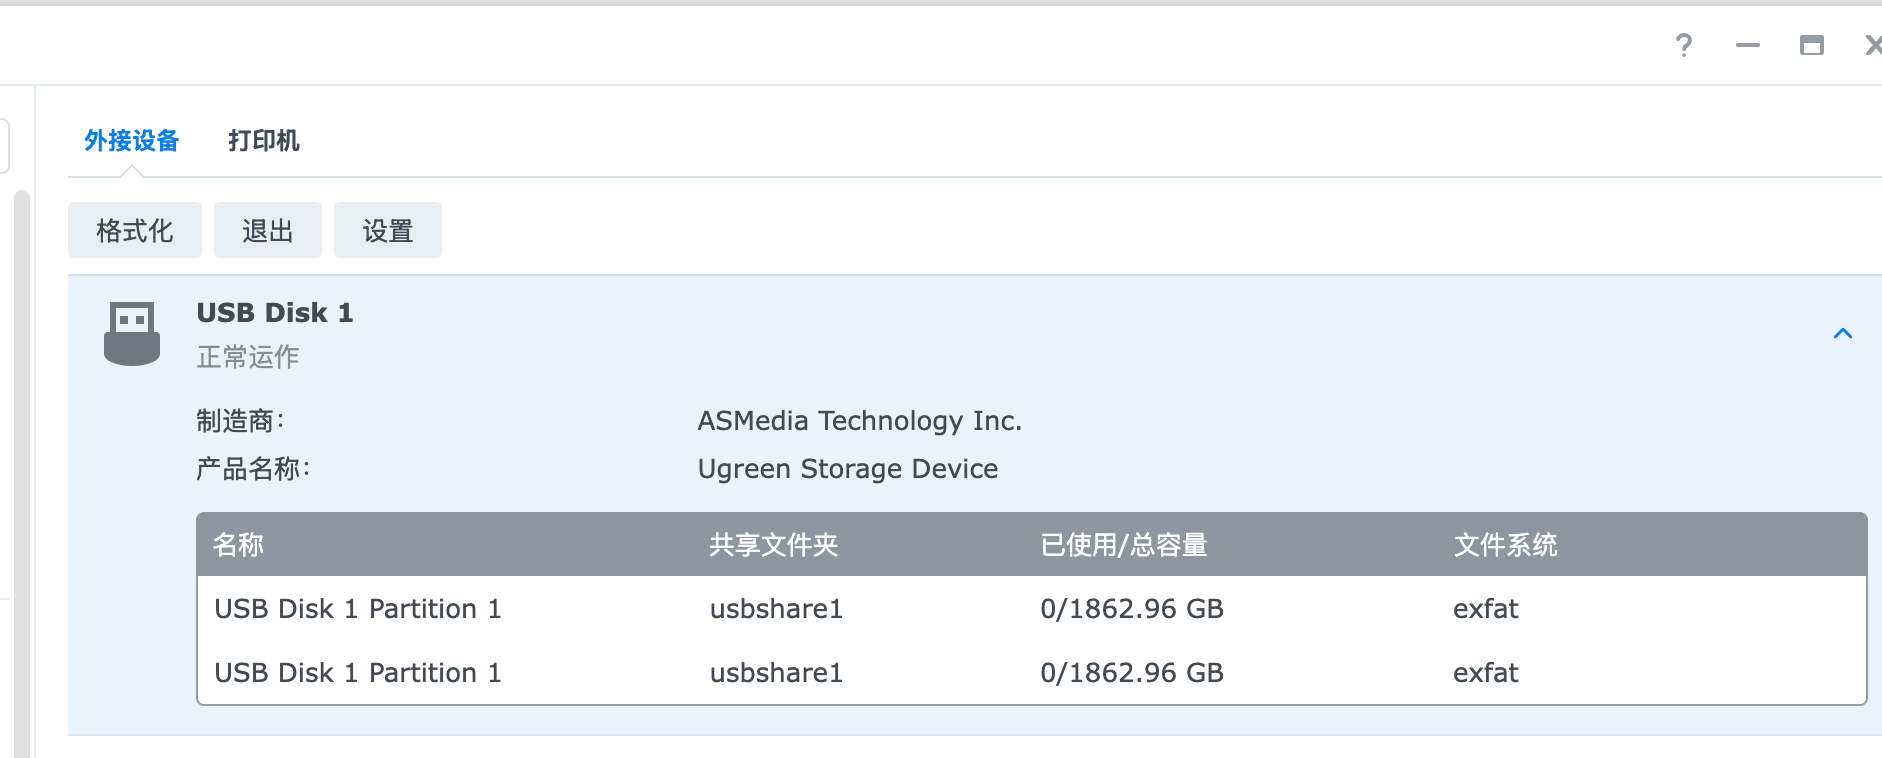 外接设备 打印机
格式化 退出 设置
USB Disk 1
正常运作
制造商: ASMedia Technology Inc.
产品名称: Ugreen Storage Device
名称 共享文件夹 已使用/总容量 文件系统
USB Disk 1 Partition 1 usbshare1 0/1862.96 GB exfat
USB Disk 1 Partition 1 usbshare1 0/1862.96 GB exfat